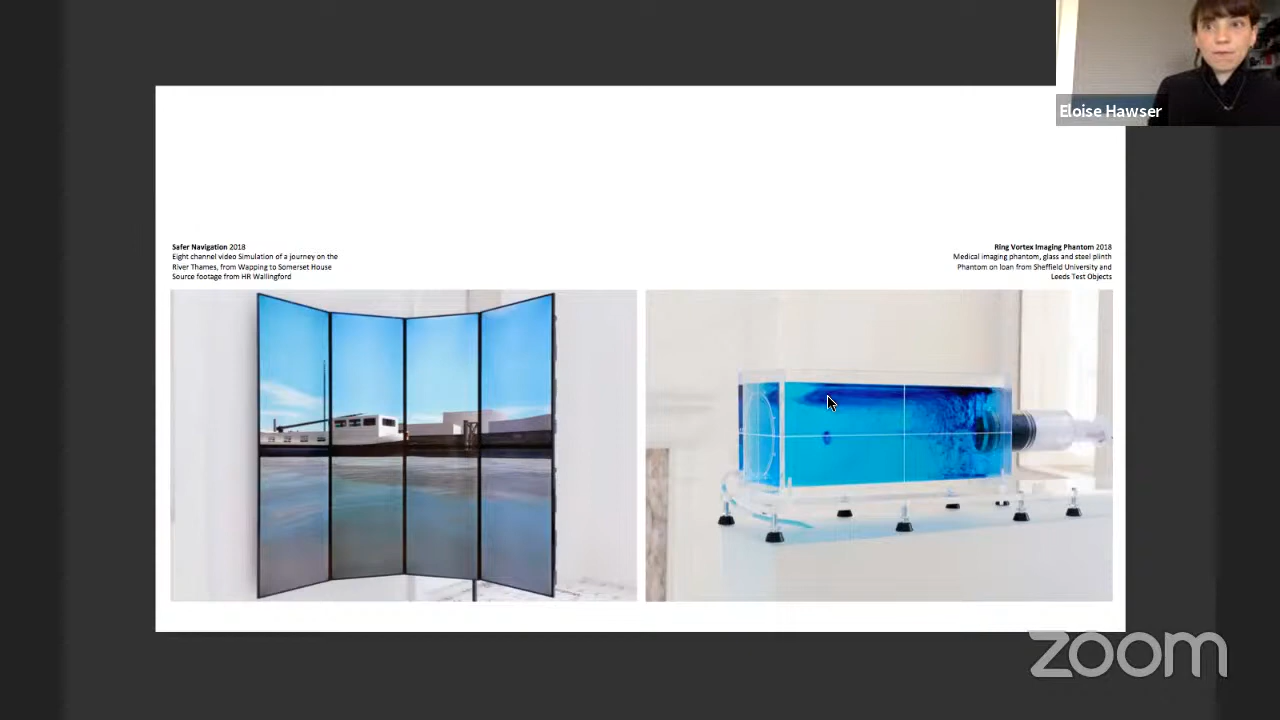 Eloise Hawser
Safer Navigation 2018
Eight channel video Simulation of a journey on the
River Thames, from Wapping to Somerset House
Source footage from HR Wallingford
Ring Vortex Imaging Phantom 2018
Medical imaging phantom, glass and steel plinth
Phantom on loan from Sheffield University and
Leeds Test Objects
zoom